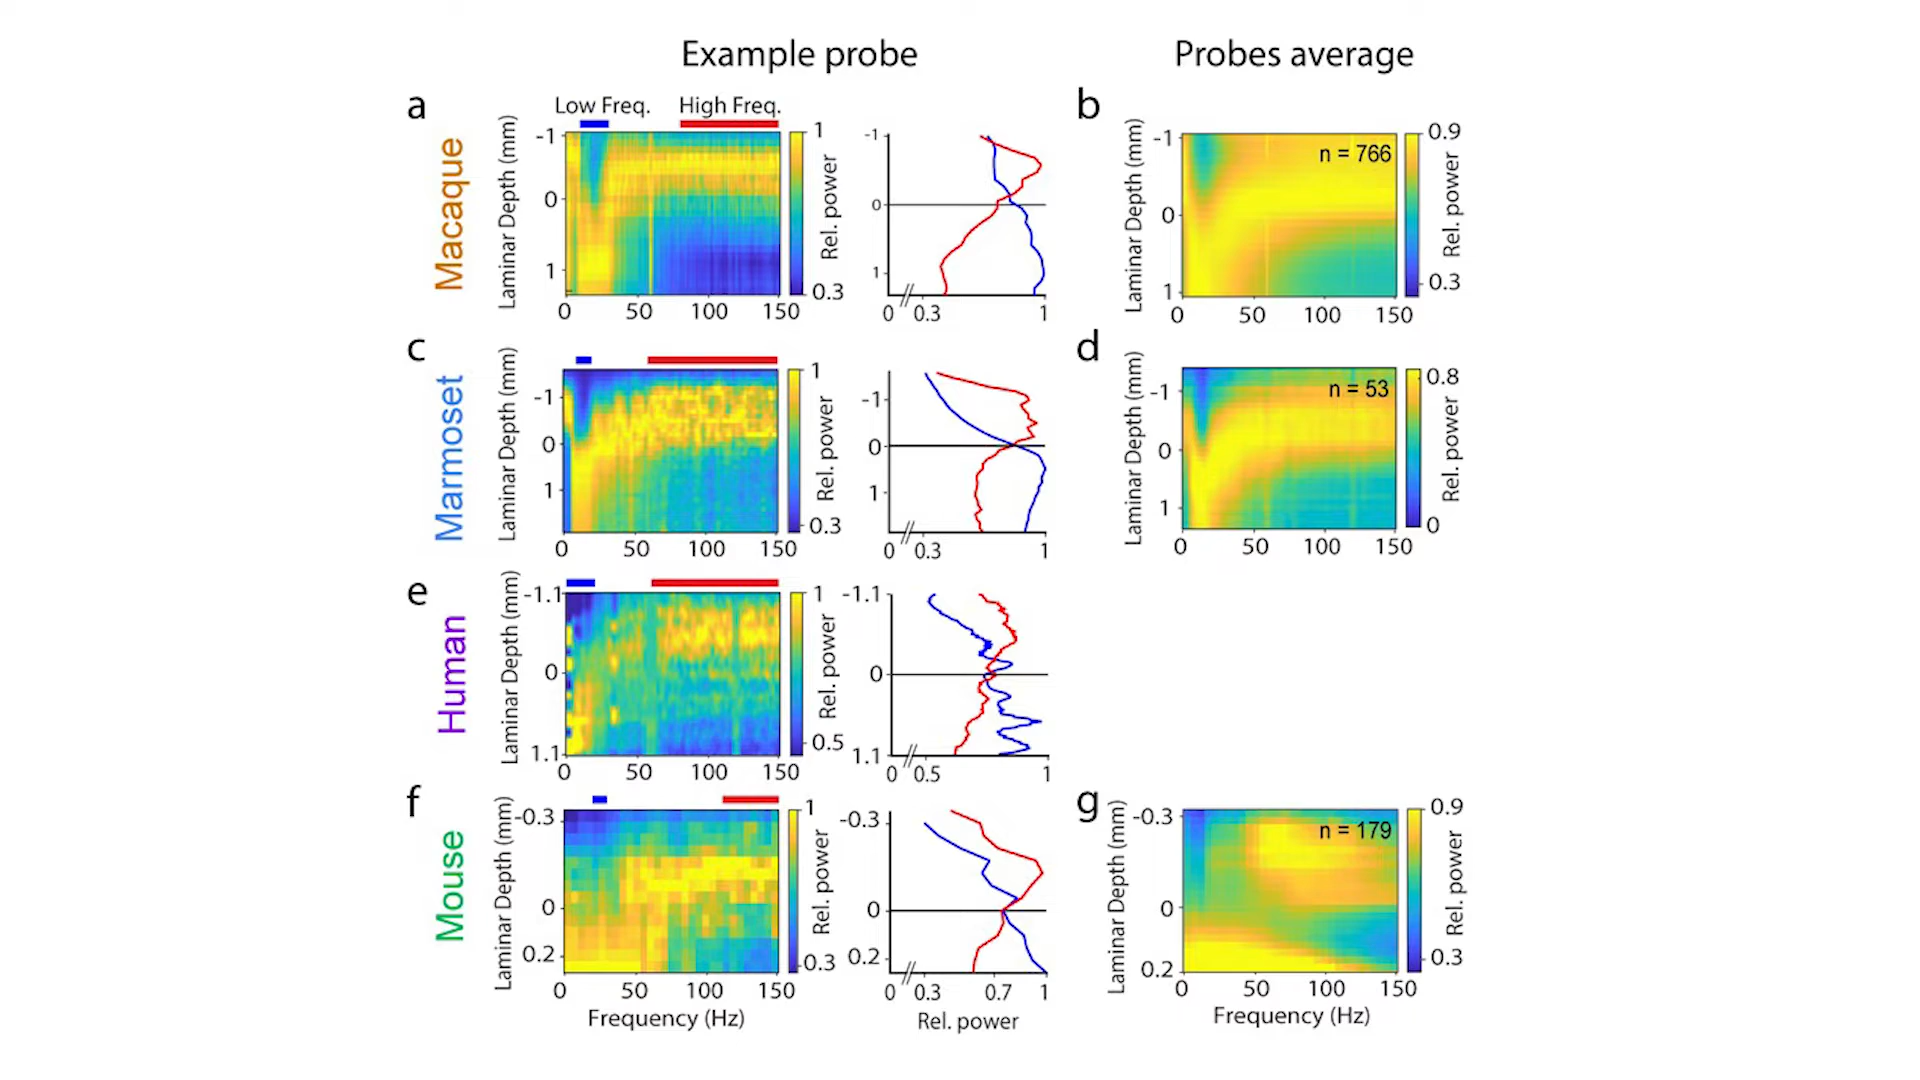 Example probe
Probes average
a
Low Freq.
High Freq.
b
Macaque
Laminar Depth (mm)
-1
0
1
0
50
100
150
1
0.3
Rel. power
-1
0
1
0
0.3
1
Laminar Depth (mm)
-1
0
1
n = 766
0
50
100
150
0.9
0.3
Rel. power
c
Marmoset
Laminar Depth (mm)
-1
0
1
0
50
100
150
1
0.3
Rel. power
-1
0
1
0
0.3
1
d
Laminar Depth (mm)
-1
0
1
n = 53
0
50
100
150
0.8
0
Rel. power
e
Human
Laminar Depth (mm)
-1.1
0
1.1
0
50
100
150
1
0.5
Rel. power
-1.1
0
1.1
0
0.5
1
f
Mouse
Laminar Depth (mm)
-0.3
0
0.2
0
50
100
150
Frequency (Hz)
1
0.3
Rel. power
-0.3
0
0.2
0
0.3
0.7
1
Rel. power
g
Laminar Depth (mm)
-0.3
0
0.2
n = 179
0
50
100
150
Frequency (Hz)
0.9
0.3
Rel. power